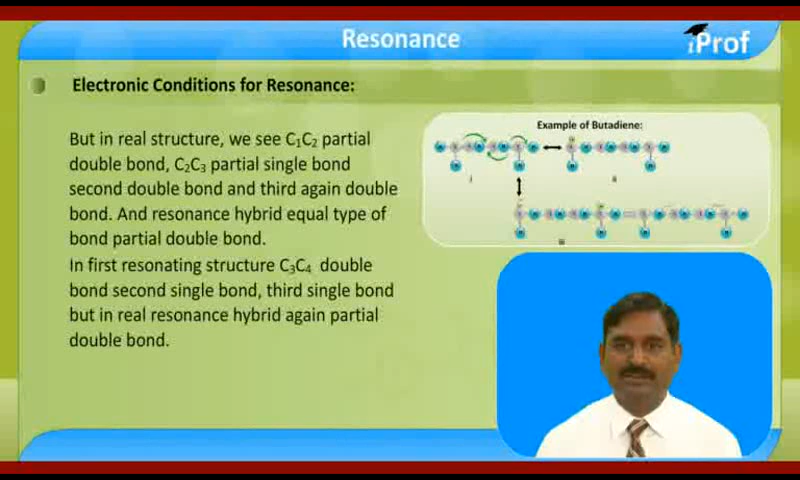 Resonance
iProf
Electronic Conditions for Resonance:
But in real structure, we see C₁C₂ partial
double bond, C₂C₃ partial single bond
second double bond and third again double
bond. And resonance hybrid equal type of
bond partial double bond.
In first resonating structure C₃C₄ double
bond second single bond, third single bond
but in real resonance hybrid again partial
double bond.
Example of Butadiene: